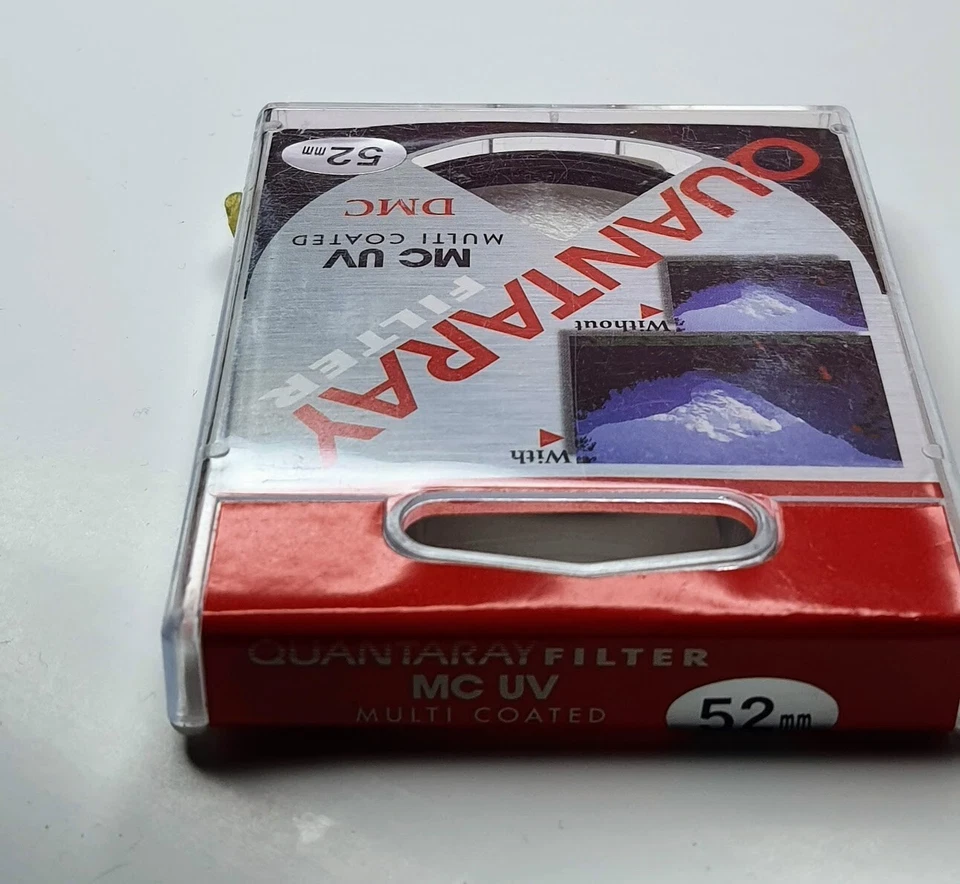 52mm
QUANTARAY
FILTER
DMC
MULTI COATED
MC UV
Without
With
QUANTARAY FILTER
MC UV
MULTI COATED
52mm